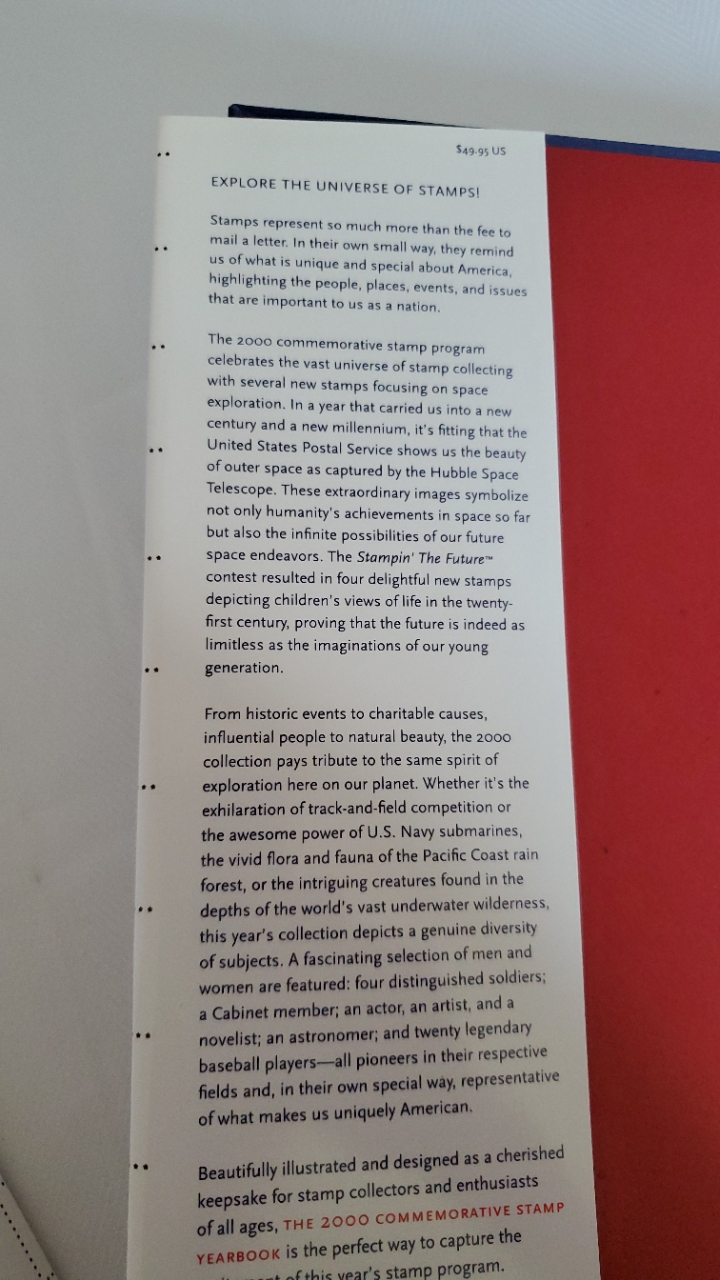 $49.95 US
EXPLORE THE UNIVERSE OF STAMPS!
Stamps represent so much more than the fee to
mail a letter. In their own small way, they remind
us of what is unique and special about America,
highlighting the people, places, events, and issues
that are important to us as a nation.
The 2000 commemorative stamp program
celebrates the vast universe of stamp collecting
with several new stamps focusing on space
exploration. In a year that carried us into a new
century and a new millennium, it's fitting that the
United States Postal Service shows us the beauty
of outer space as captured by the Hubble Space
Telescope. These extraordinary images symbolize
not only humanity's achievements in space so far
but also the infinite possibilities of our future
space endeavors. The Stampin' The Future™
contest resulted in four delightful new stamps
depicting children's views of life in the twenty-
first century, proving that the future is indeed as
limitless as the imaginations of our young
generation.
From historic events to charitable causes,
influential people to natural beauty, the 2000
collection pays tribute to the same spirit of
exploration here on our planet. Whether it's the
exhilaration of track-and-field competition or
the awesome power of U.S. Navy submarines,
the vivid flora and fauna of the Pacific Coast rain
forest, or the intriguing creatures found in the
depths of the world's vast underwater wilderness,
this year's collection depicts a genuine diversity
of subjects. A fascinating selection of men and
women are featured: four distinguished soldiers;
a Cabinet member; an actor, an artist, and a
novelist; an astronomer; and twenty legendary
baseball players—all pioneers in their respective
fields and, in their own special way, representative
of what makes us uniquely American.
Beautifully illustrated and designed as a cherished
keepsake for stamp collectors and enthusiasts
of all ages, THE 2000 COMMEMORATIVE STAMP
YEARBOOK is the perfect way to capture the
of this year's stamp program.